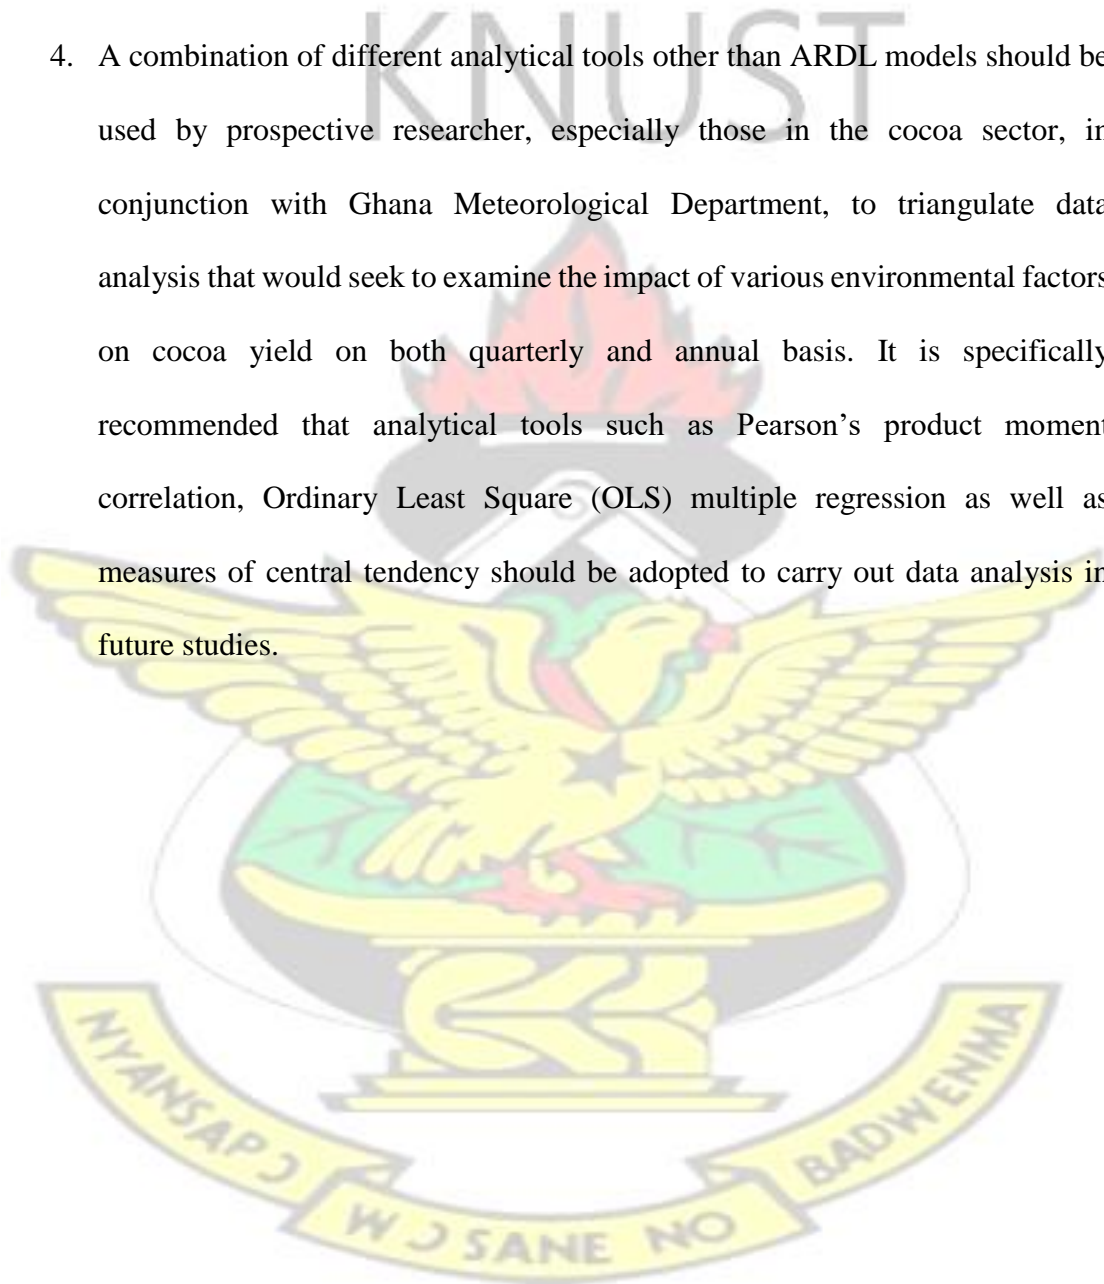 KNUST
4. A combination of different analytical tools other than ARDL models should be
used by prospective researcher, especially those in the cocoa sector, in
conjunction with Ghana Meteorological Department, to triangulate data
analysis that would seek to examine the impact of various environmental factors
on cocoa yield on both quarterly and annual basis. It is specifically
recommended that analytical tools such as Pearson’s product moment
correlation, Ordinary Least Square (OLS) multiple regression as well as
measures of central tendency should be adopted to carry out data analysis in
future studies.
NYANSAPƆ
WƆ SANE NO
BADWENMA